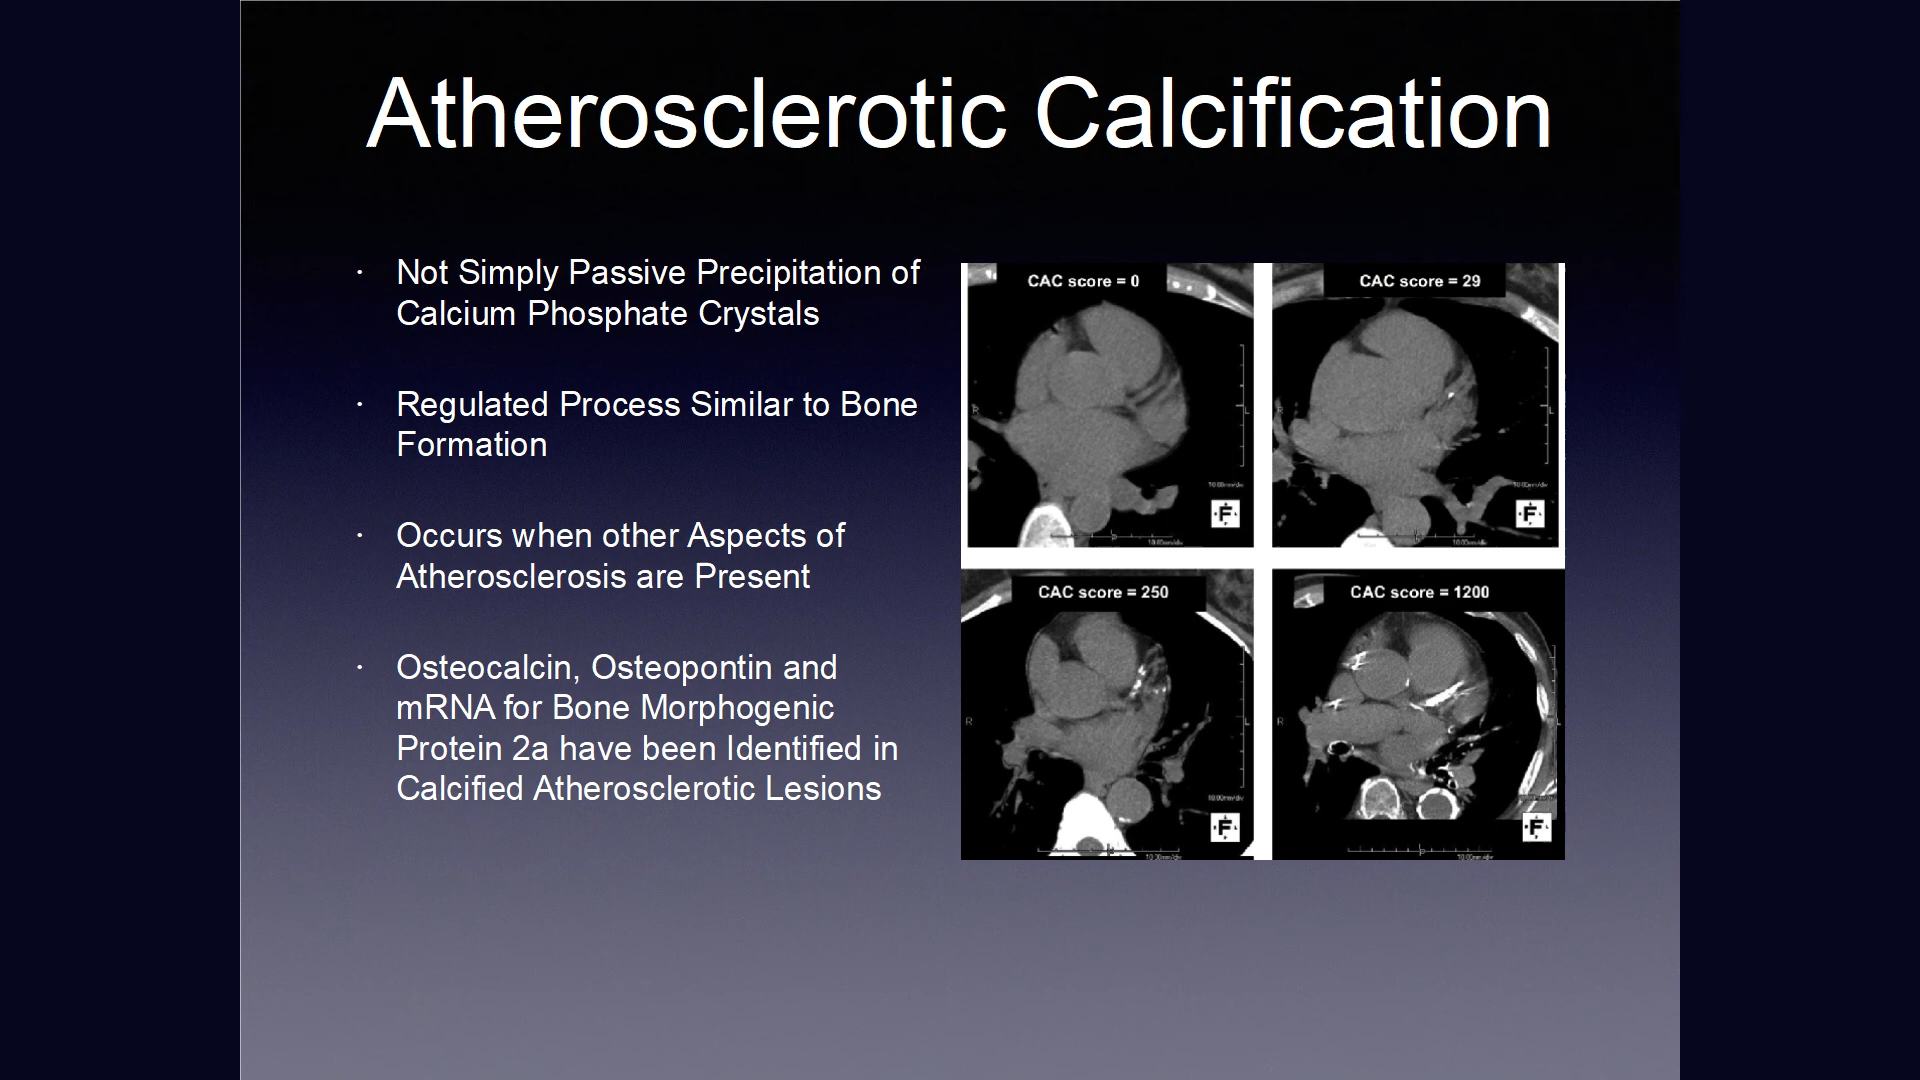 Atherosclerotic Calcification
· Not Simply Passive Precipitation of
Calcium Phosphate Crystals
· Regulated Process Similar to Bone
Formation
· Occurs when other Aspects of
Atherosclerosis are Present
· Osteocalcin, Osteopontin and
mRNA for Bone Morphogenic
Protein 2a have been Identified in
Calcified Atherosclerotic Lesions
CAC score = 0
R
L
F
CAC score = 29
R
L
F
CAC score = 250
R
L
F
CAC score = 1200
R
L
F